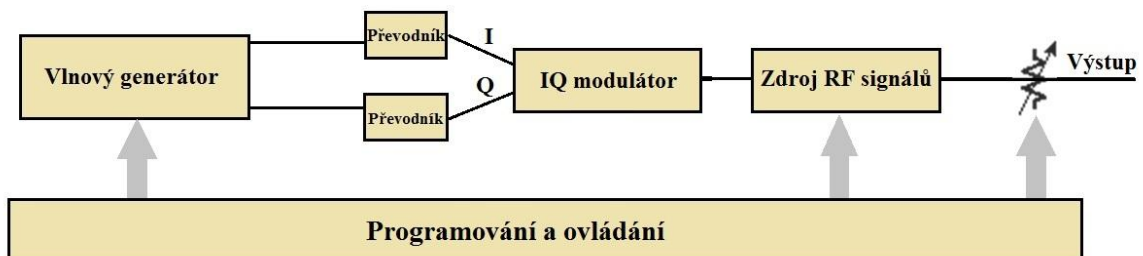 Vlnový generátor
Převodník
I
Q
Převodník
IQ modulátor
Zdroj RF signálů
Výstup
Programování a ovládání